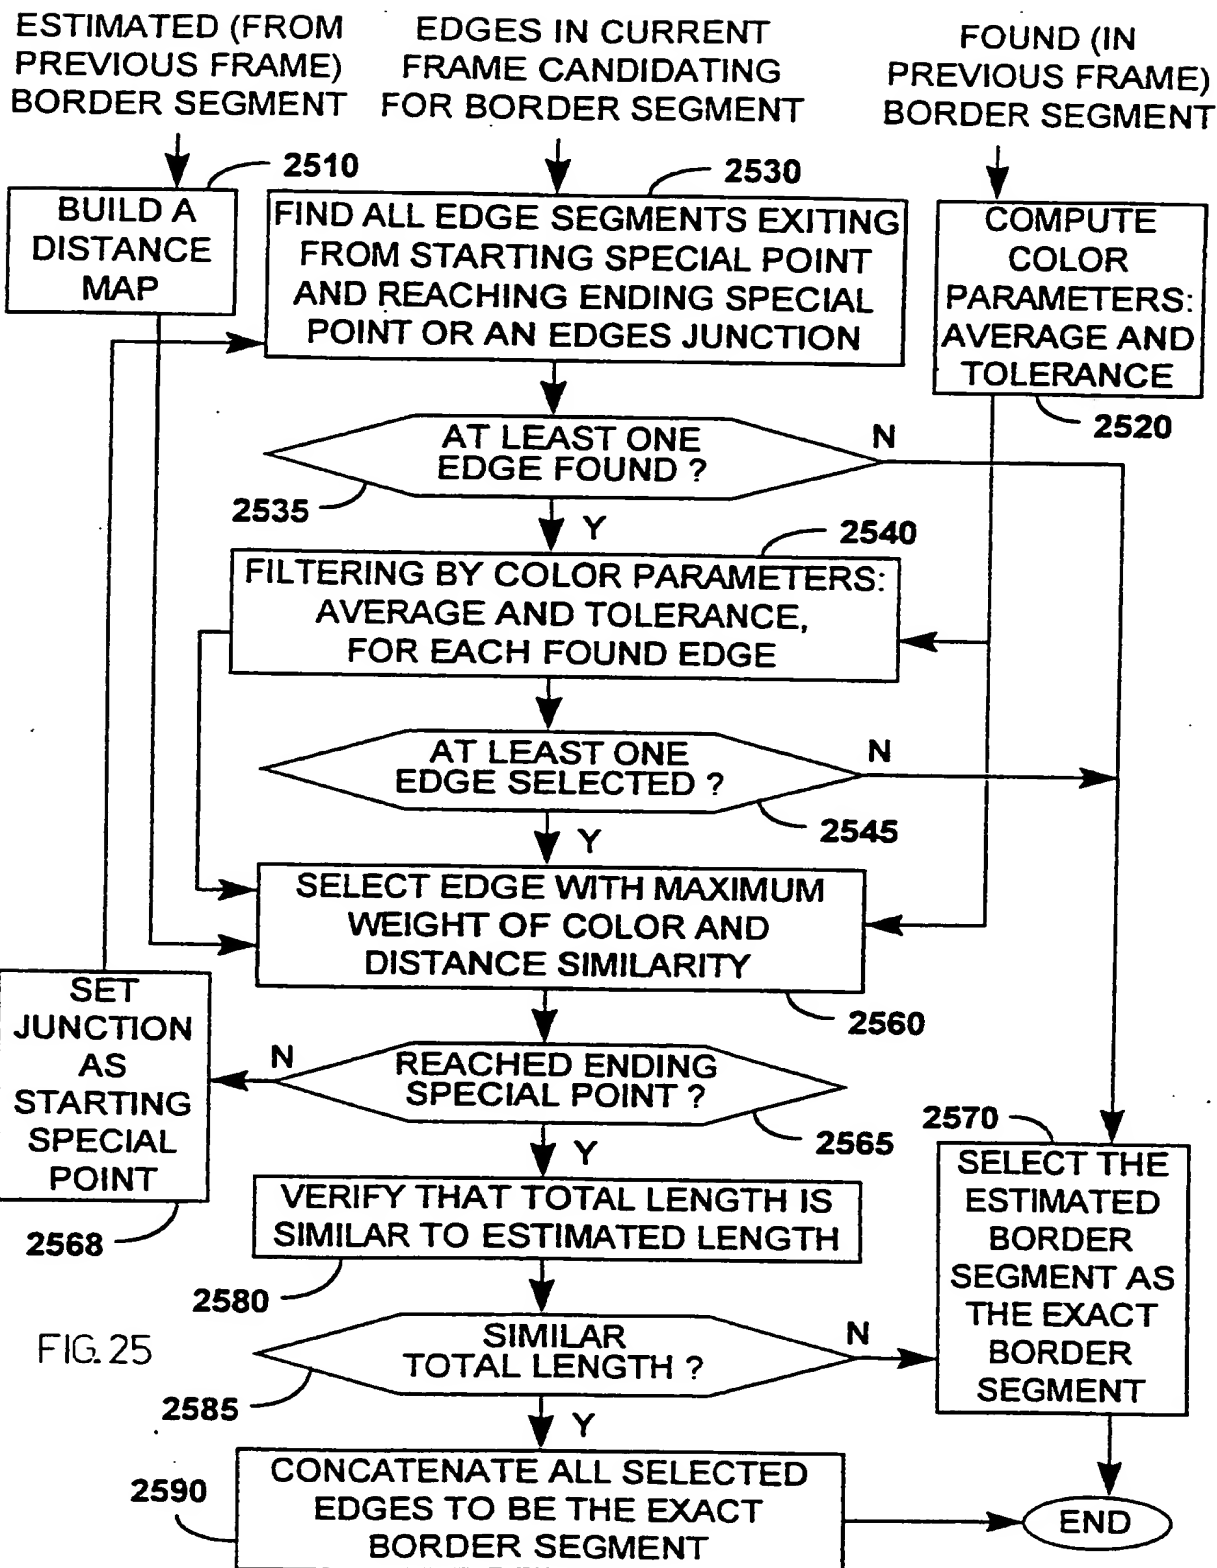 ESTIMATED (FROM
PREVIOUS FRAME)
BORDER SEGMENT
EDGES IN CURRENT
FRAME CANDIDATING
FOR BORDER SEGMENT
FOUND (IN
PREVIOUS FRAME)
BORDER SEGMENT
2510
BUILD A
DISTANCE
MAP
2530
FIND ALL EDGE SEGMENTS EXITING
FROM STARTING SPECIAL POINT
AND REACHING ENDING SPECIAL
POINT OR AN EDGES JUNCTION
COMPUTE
COLOR
PARAMETERS:
AVERAGE AND
TOLERANCE
2520
AT LEAST ONE
EDGE FOUND ?
N
2535
Y
2540
FILTERING BY COLOR PARAMETERS:
AVERAGE AND TOLERANCE,
FOR EACH FOUND EDGE
AT LEAST ONE
EDGE SELECTED ?
N
2545
Y
SELECT EDGE WITH MAXIMUM
WEIGHT OF COLOR AND
DISTANCE SIMILARITY
2560
SET
JUNCTION
AS
STARTING
SPECIAL
POINT
2568
N
REACHED ENDING
SPECIAL POINT ?
2565
Y
2570
SELECT THE
ESTIMATED
BORDER
SEGMENT AS
THE EXACT
BORDER
SEGMENT
VERIFY THAT TOTAL LENGTH IS
SIMILAR TO ESTIMATED LENGTH
2580
FIG. 25
SIMILAR
TOTAL LENGTH ?
N
2585
Y
2590
CONCATENATE ALL SELECTED
EDGES TO BE THE EXACT
BORDER SEGMENT
END